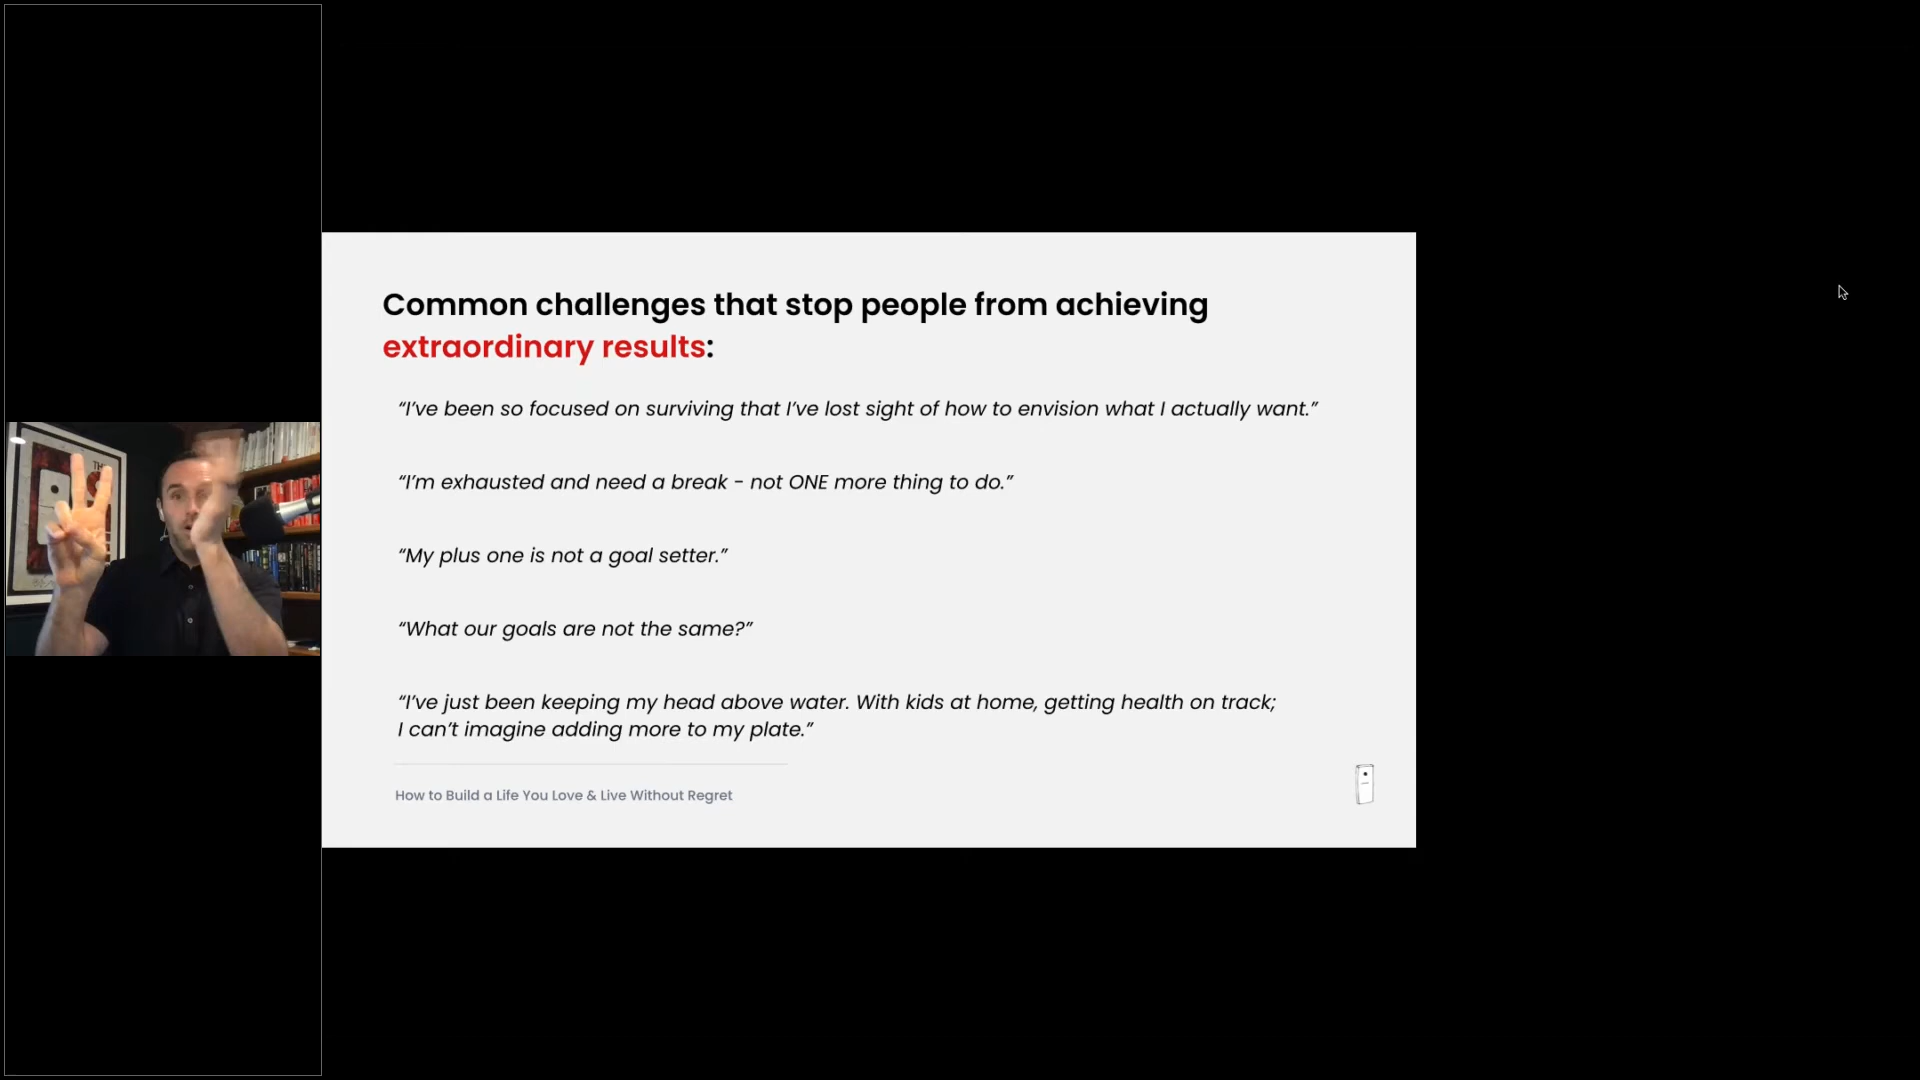 Common challenges that stop people from achieving
extraordinary results:
“I’ve been so focused on surviving that I’ve lost sight of how to envision what I actually want.”
“I’m exhausted and need a break - not ONE more thing to do.”
“My plus one is not a goal setter.”
“What our goals are not the same?”
“I’ve just been keeping my head above water. With kids at home, getting health on track;
I can’t imagine adding more to my plate.”
How to Build a Life You Love & Live Without Regret